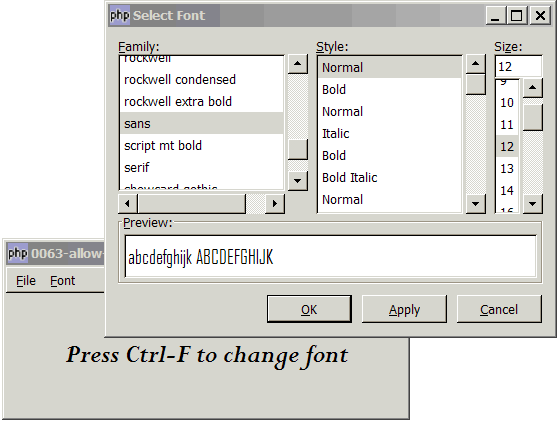 php Select Font
Family:
Style:
Size:
12
rockwell
rockwell condensed
rockwell extra bold
sans
script mt bold
serif
showcard gothic
Normal
Bold
Normal
Italic
Bold
Bold Italic
Normal
9
10
11
12
13
14
16
Preview:
abcdefghijk ABCDEFGHIJK
OK
Apply
Cancel
php 0063-allow-
File Font
Press Ctrl-F to change font